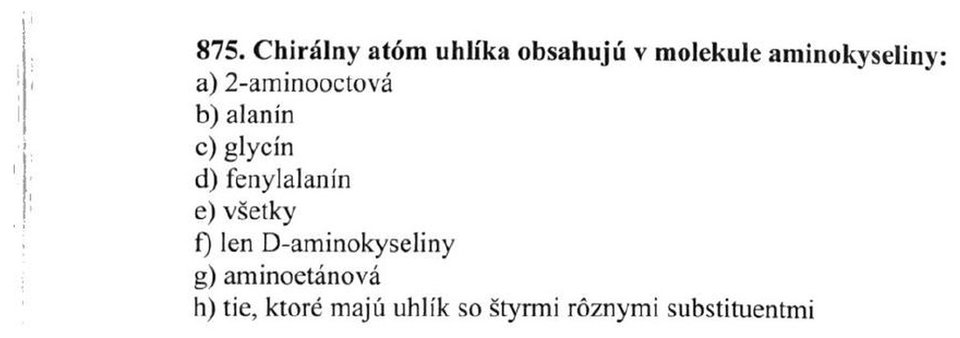 875. Chirálny atóm uhlíka obsahujú v molekule aminokyseliny:
a) 2-aminooctová
b) alanín
c) glycín
d) fenylalanín
e) všetky
f) len D-aminokyseliny
g) aminoetánová
h) tie, ktoré majú uhlík so štyrmi rôznymi substituentmi